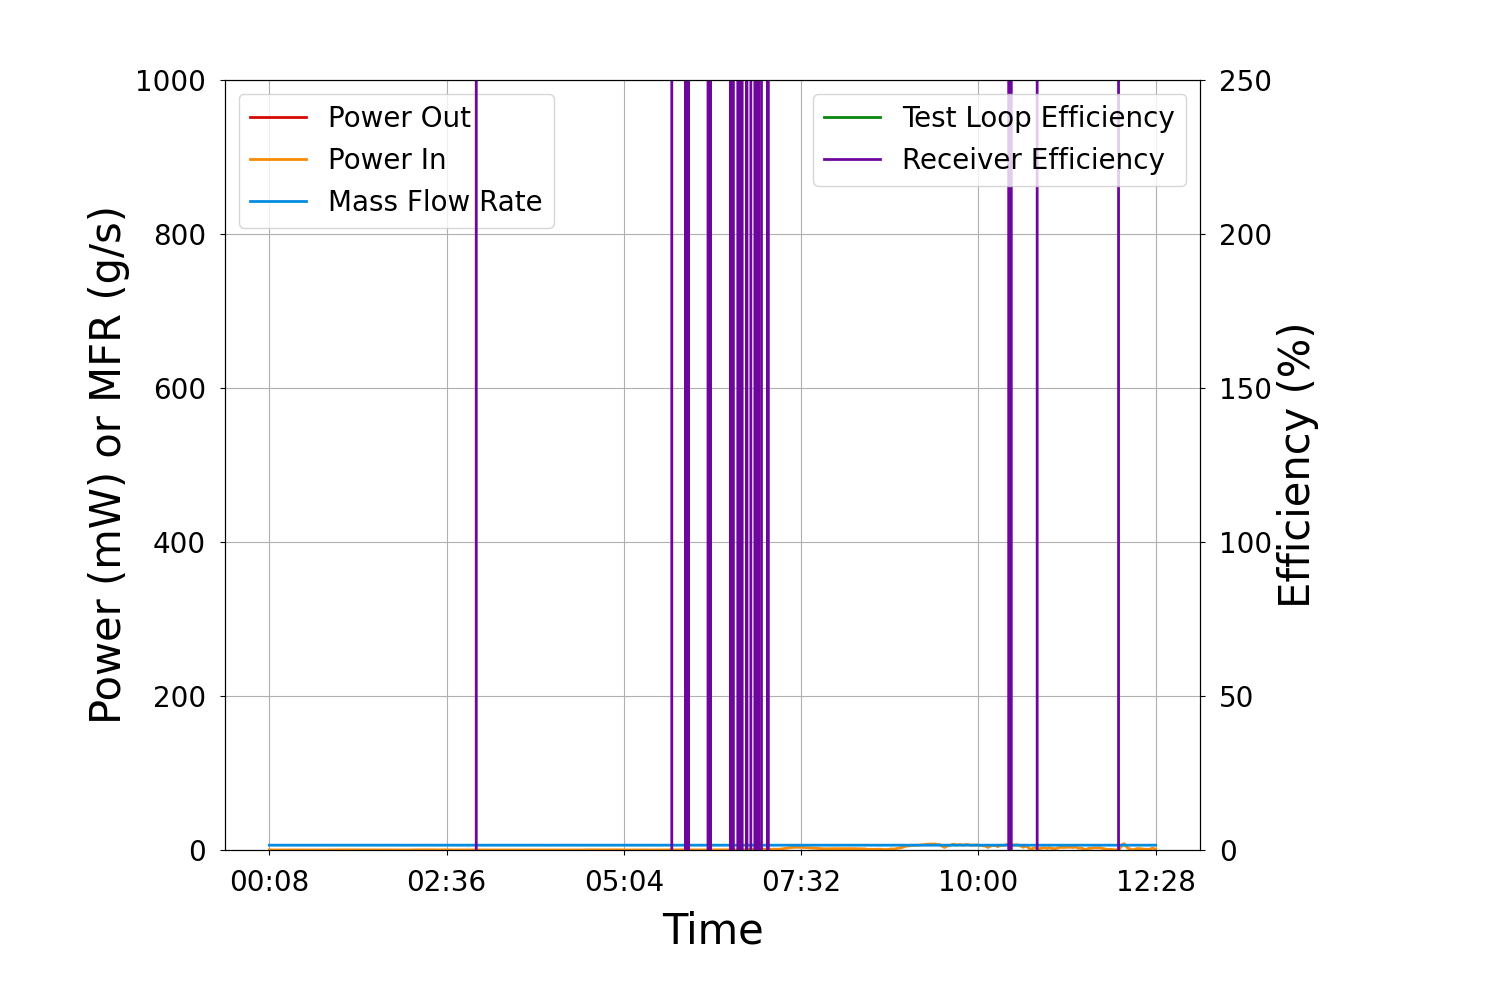 Power (mW) or MFR (g/s)
1000
800
600
400
200
0
Power Out
Power In
Mass Flow Rate
Test Loop Efficiency
Receiver Efficiency
250
200
150
100
50
0
Efficiency (%)
00:08 02:36 05:04 07:32 10:00 12:28
Time